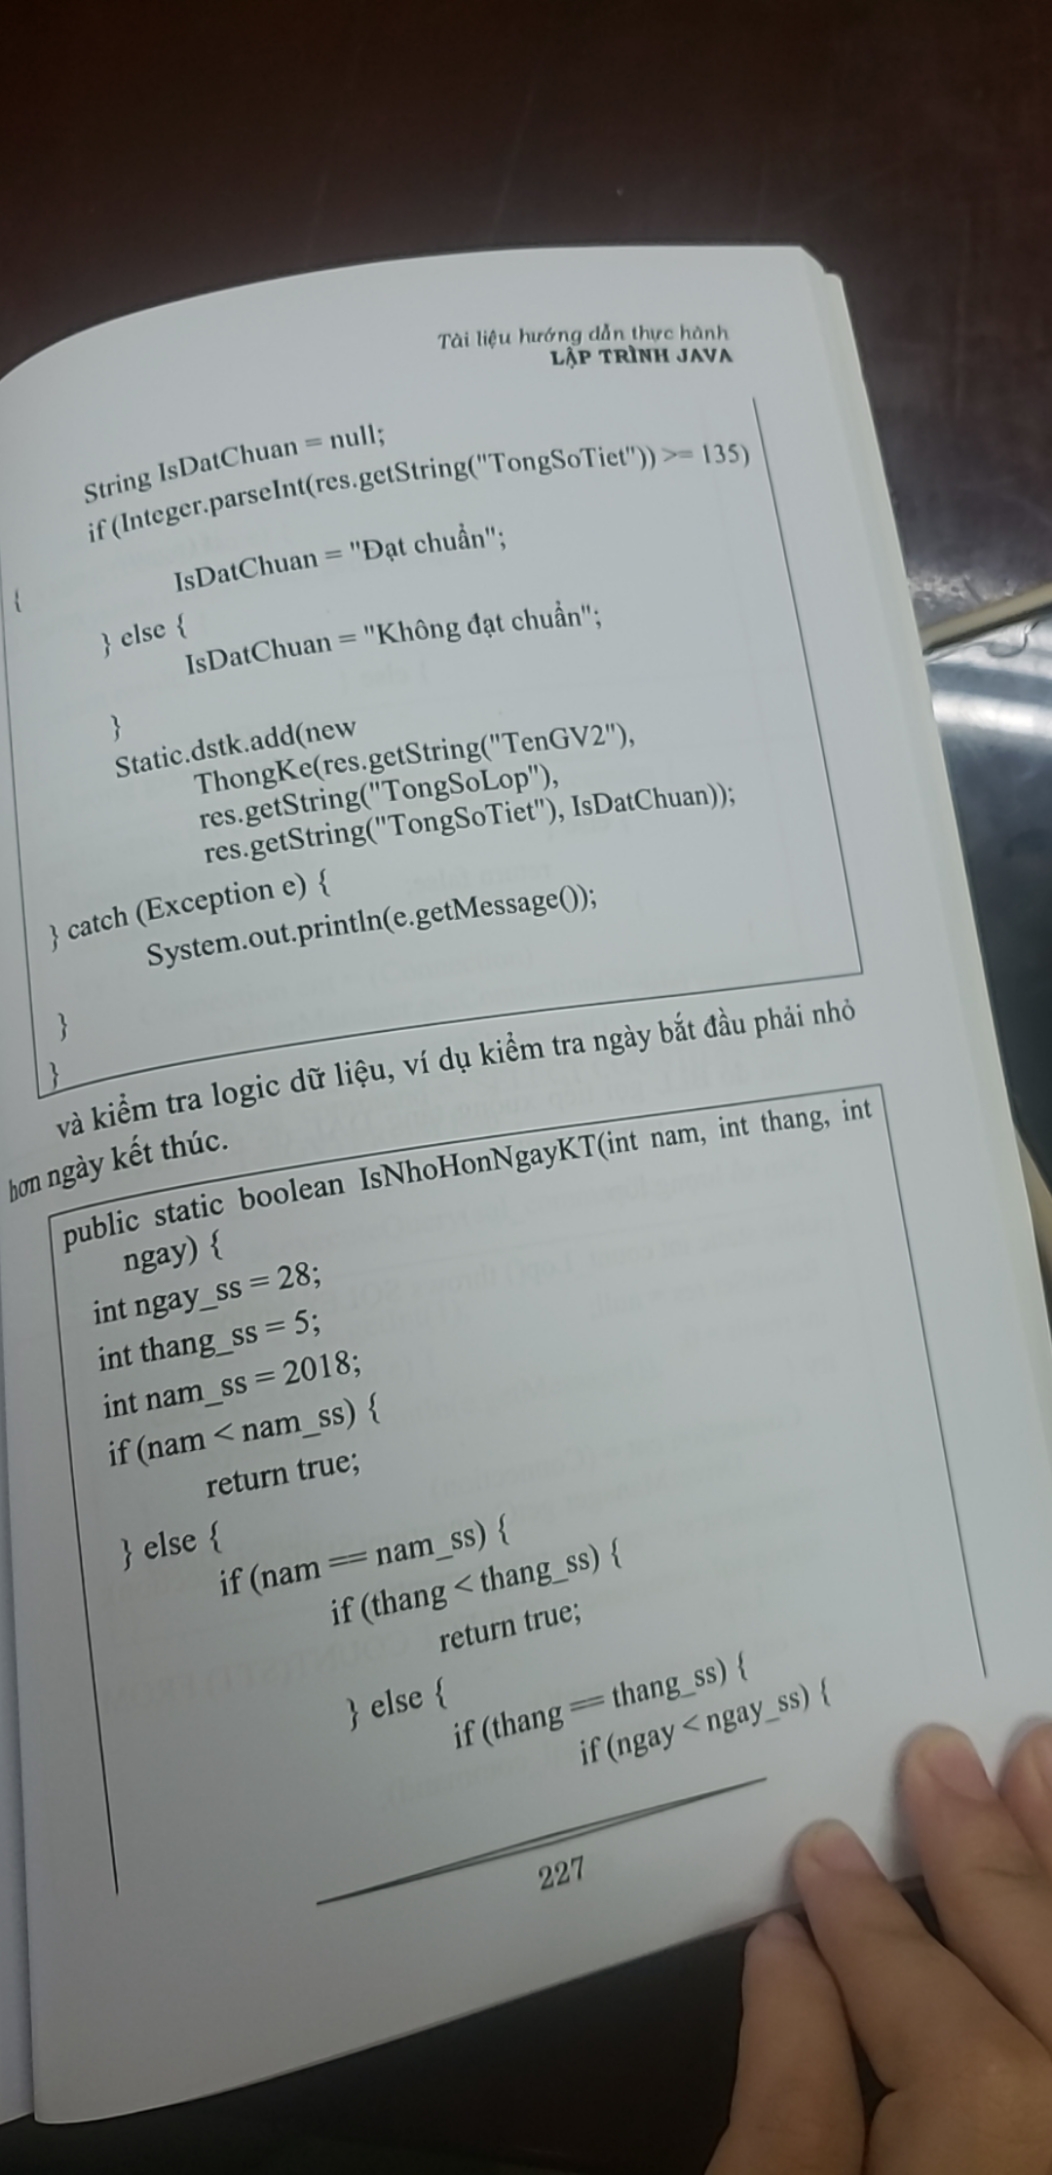 Tài liệu hướng dẫn thực hành
LẬP TRÌNH JAVA
String IsDatChuan = null;
if (Integer.parseInt(res.getString("TongSoTiet")) >= 135)
{
IsDatChuan = "Đạt chuẩn";
} else {
IsDatChuan = "Không đạt chuẩn";
}
Static.dstk.add(new
ThongKe(res.getString("TenGV2"),
res.getString("TongSoLop"),
res.getString("TongSoTiet"), IsDatChuan));
} catch (Exception e) {
System.out.println(e.getMessage());
}
}
và kiểm tra logic dữ liệu, ví dụ kiểm tra ngày bắt đầu phải nhỏ
hơn ngày kết thúc.
public static boolean IsNhoHonNgayKT(int nam, int thang, int
ngay) {
int ngay_ss = 28;
int thang_ss = 5;
int nam_ss = 2018;
if (nam < nam_ss) {
return true;
} else {
if (nam == nam_ss) {
if (thang < thang_ss) {
return true;
} else {
if (thang == thang_ss) {
if (ngay < ngay_ss) {
227